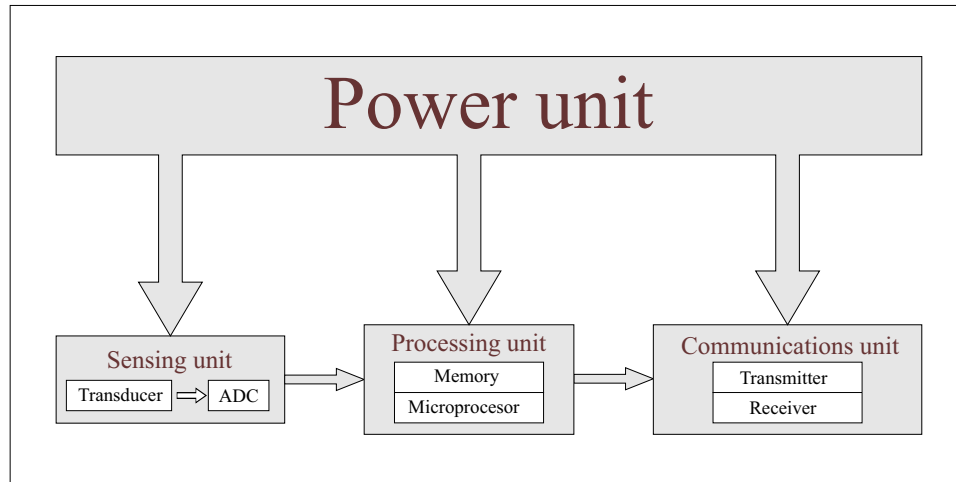 Power unit
Sensing unit
Transducer
ADC
Processing unit
Memory
Microprocesor
Communications unit
Transmitter
Receiver